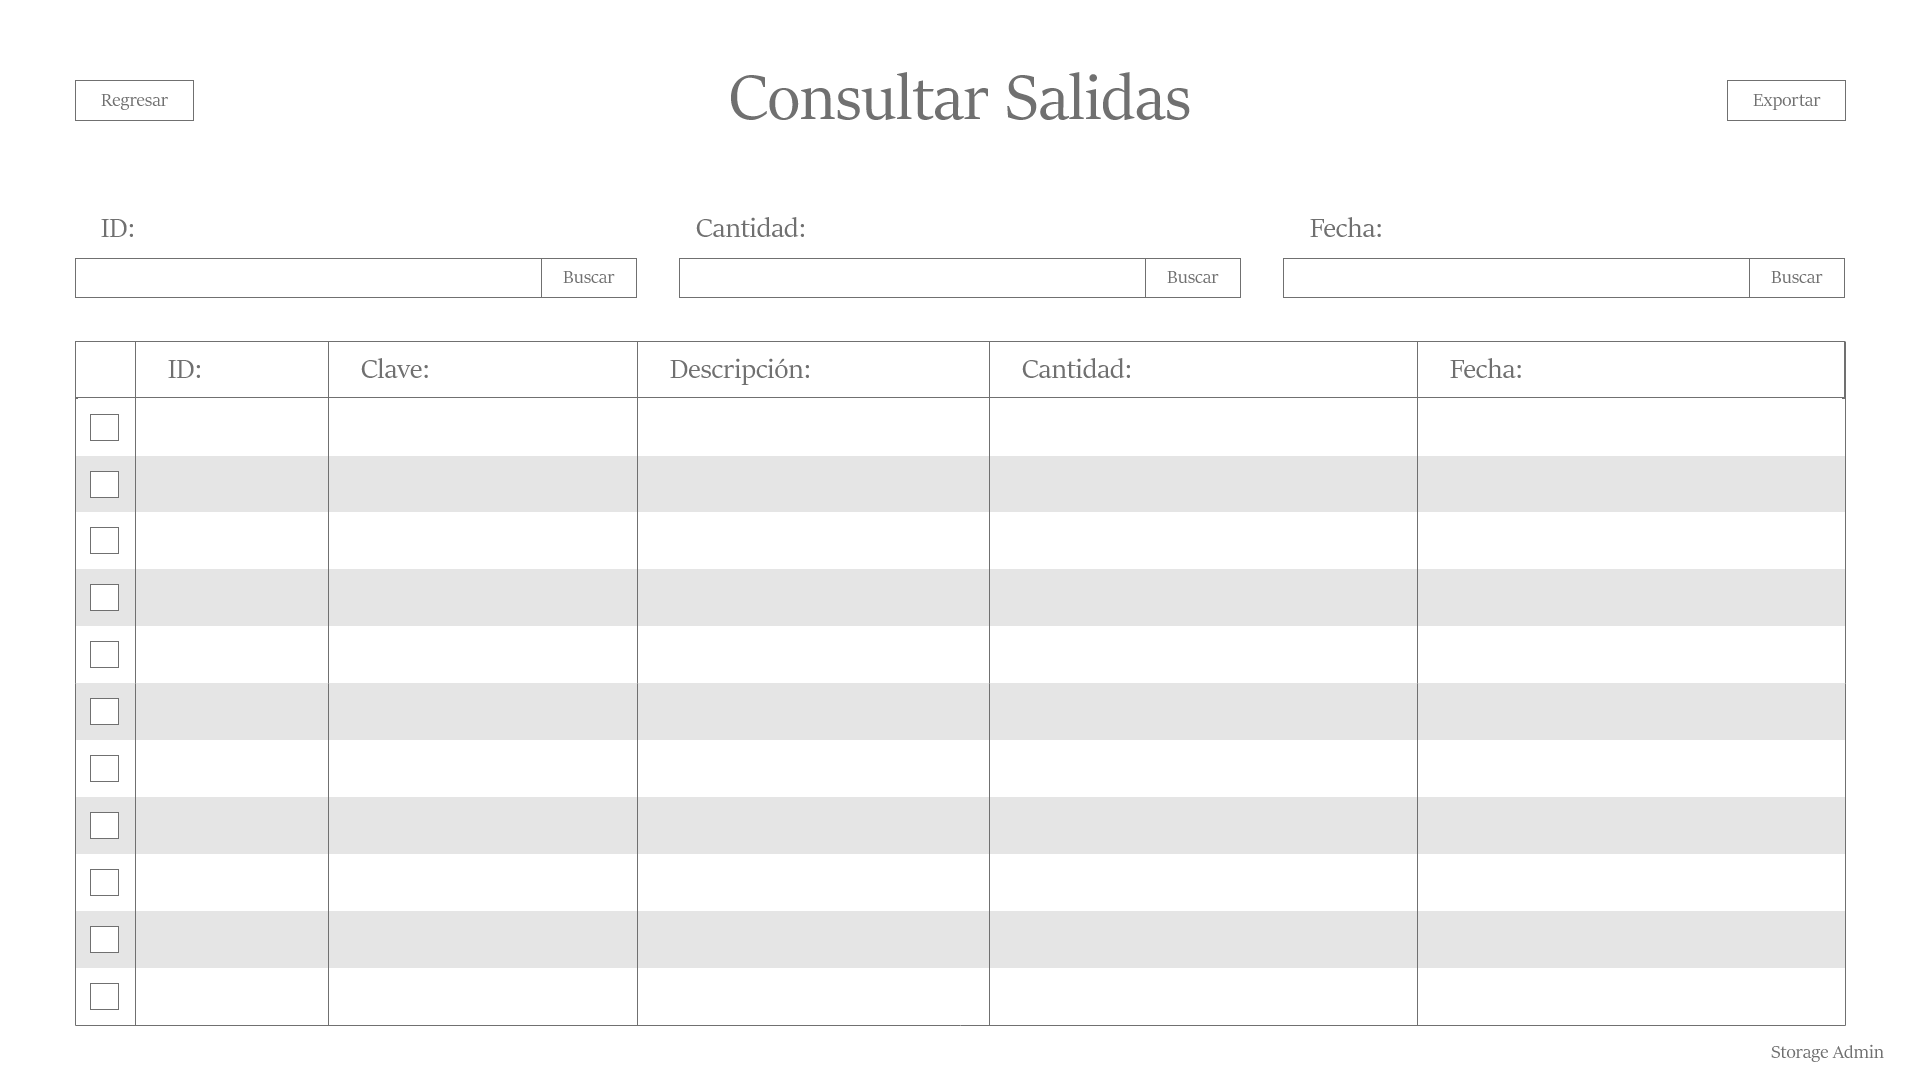 Regresar
Consultar Salidas
Exportar
ID:
Cantidad:
Fecha:
Buscar
Buscar
Buscar
ID:
Clave:
Descripción:
Cantidad:
Fecha:
Storage Admin